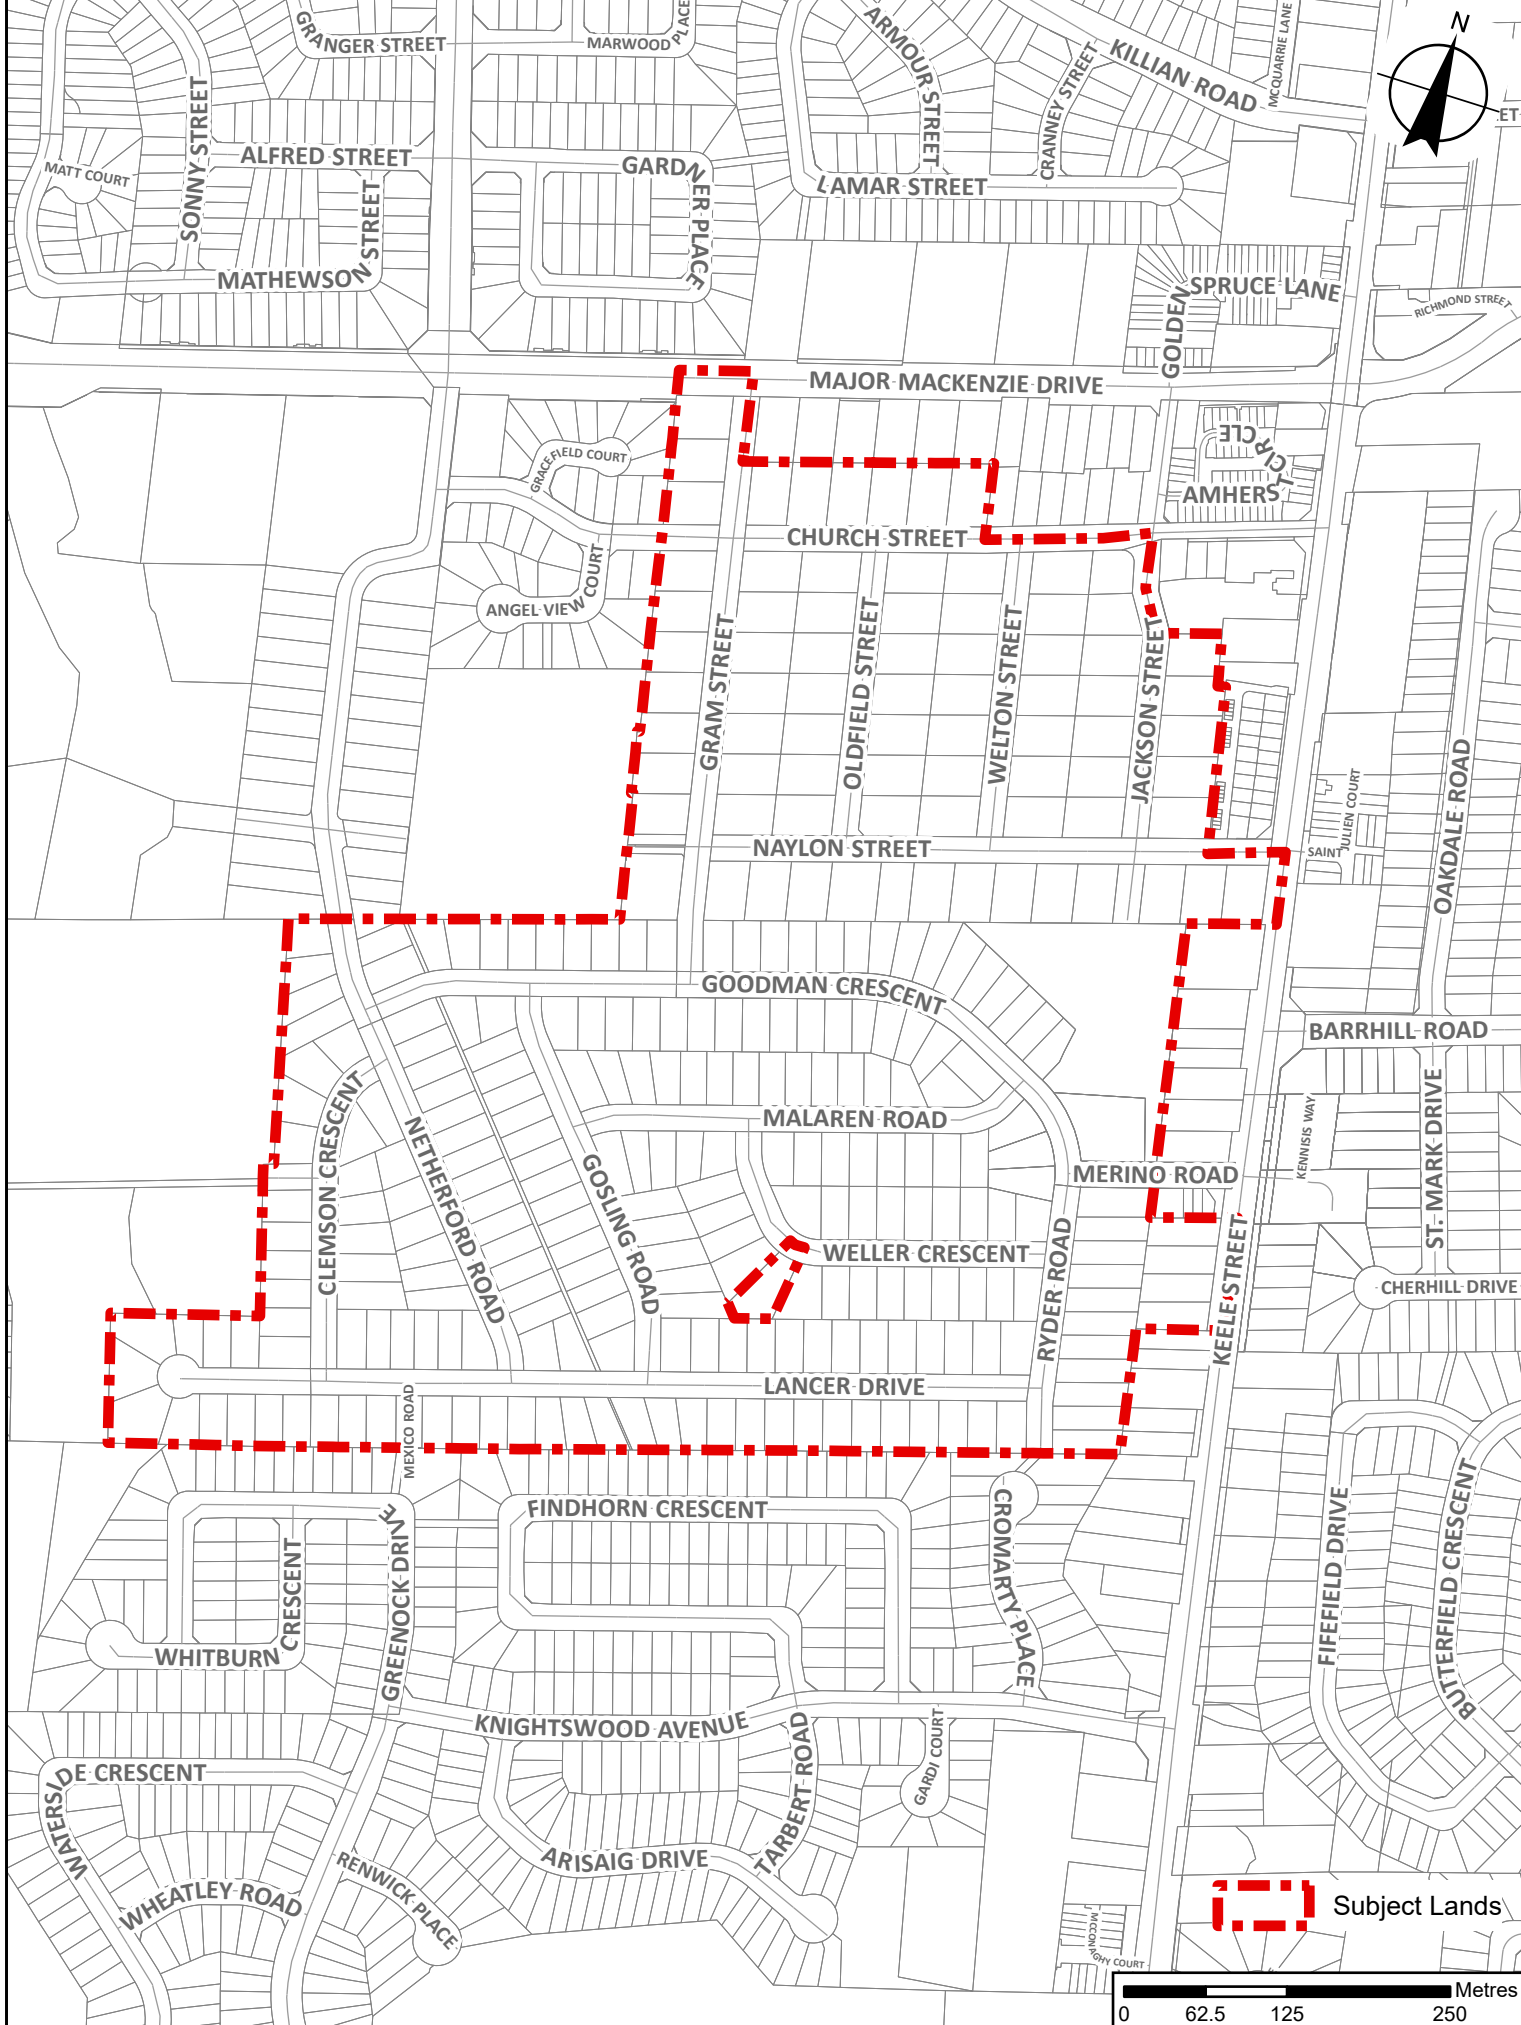 GRANGER STREET
MARWOOD PLACE
ARMOUR STREET
CRANNEY STREET
KILLIAN ROAD
MCQUARRIE LANE
N
ET
SONNY STREET
ALFRED STREET
MATT COURT
GARDNER PLACE
LAMAR STREET
MATHEWSON STREET
SPRUCE LANE
RICHMOND STREET
GOLDEN
MAJOR MACKENZIE DRIVE
GRACEFIELD COURT
AMHERST CIRCLE
CHURCH STREET
ANGEL VIEW COURT
GRAM STREET
OLDFIELD STREET
WELTON STREET
JACKSON STREET
NAYLON STREET
SAINT JULIEN COURT
OAKDALE ROAD
GOODMAN CRESCENT
BARRHILL ROAD
CLEMSON CRESCENT
NETHERFORD ROAD
GOSLING ROAD
MALAREN ROAD
MERINO ROAD
KENNISIS WAY
ST. MARK DRIVE
WELLER CRESCENT
RYDER ROAD
KEELE STREET
CHERHILL DRIVE
LANCER DRIVE
MEXICO ROAD
FINDHORN CRESCENT
CROMARTY PLACE
GREENOCK DRIVE
WHITBURN CRESCENT
FIFEFIELD DRIVE
BUTTERFIELD CRESCENT
KNIGHTSWOOD AVENUE
TARBERT ROAD
GARDI COURT
WATERSIDE CRESCENT
ARISAIG DRIVE
WHEATLEY ROAD
RENWICK PLACE
MCCONAGHY COURT
Subject Lands
Metres
0 62.5 125 250